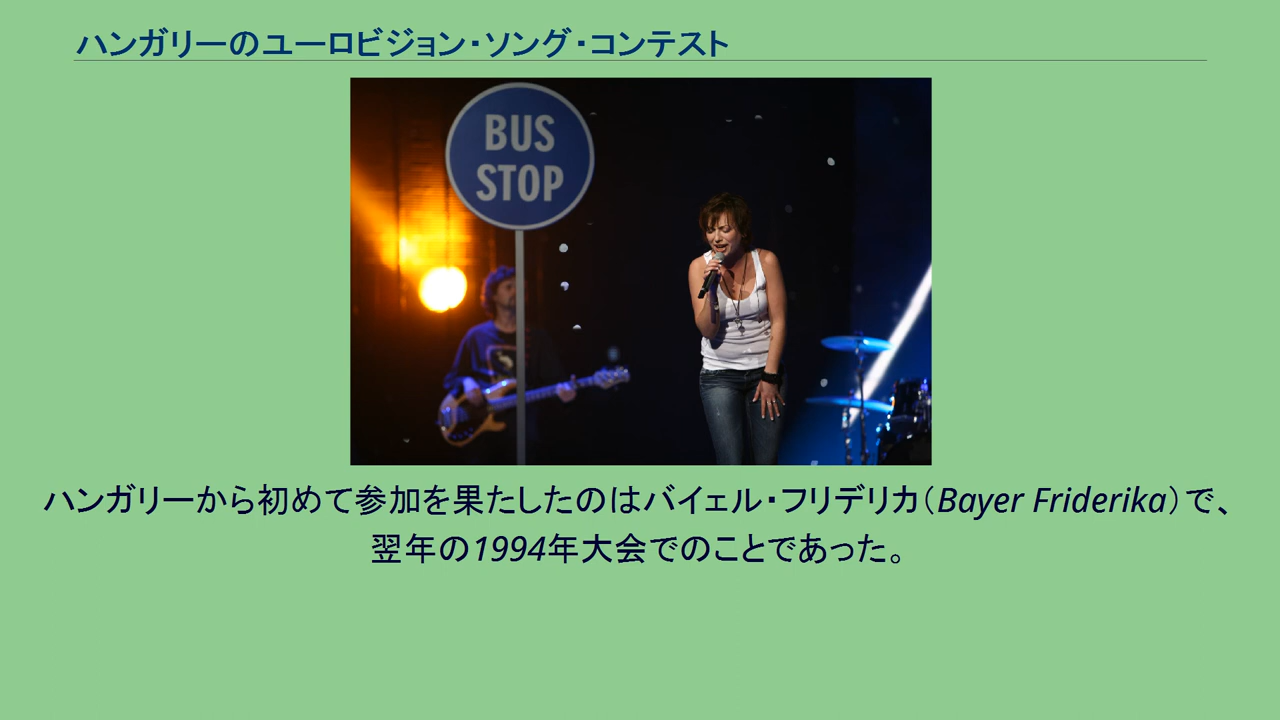 ハンガリーのユーロビジョン・ソング・コンテスト
BUS
STOP
ハンガリーから初めて参加を果たしたのはバイェル・フリデリカ（Bayer Friderika）で、
翌年の1994年大会でのことであった。